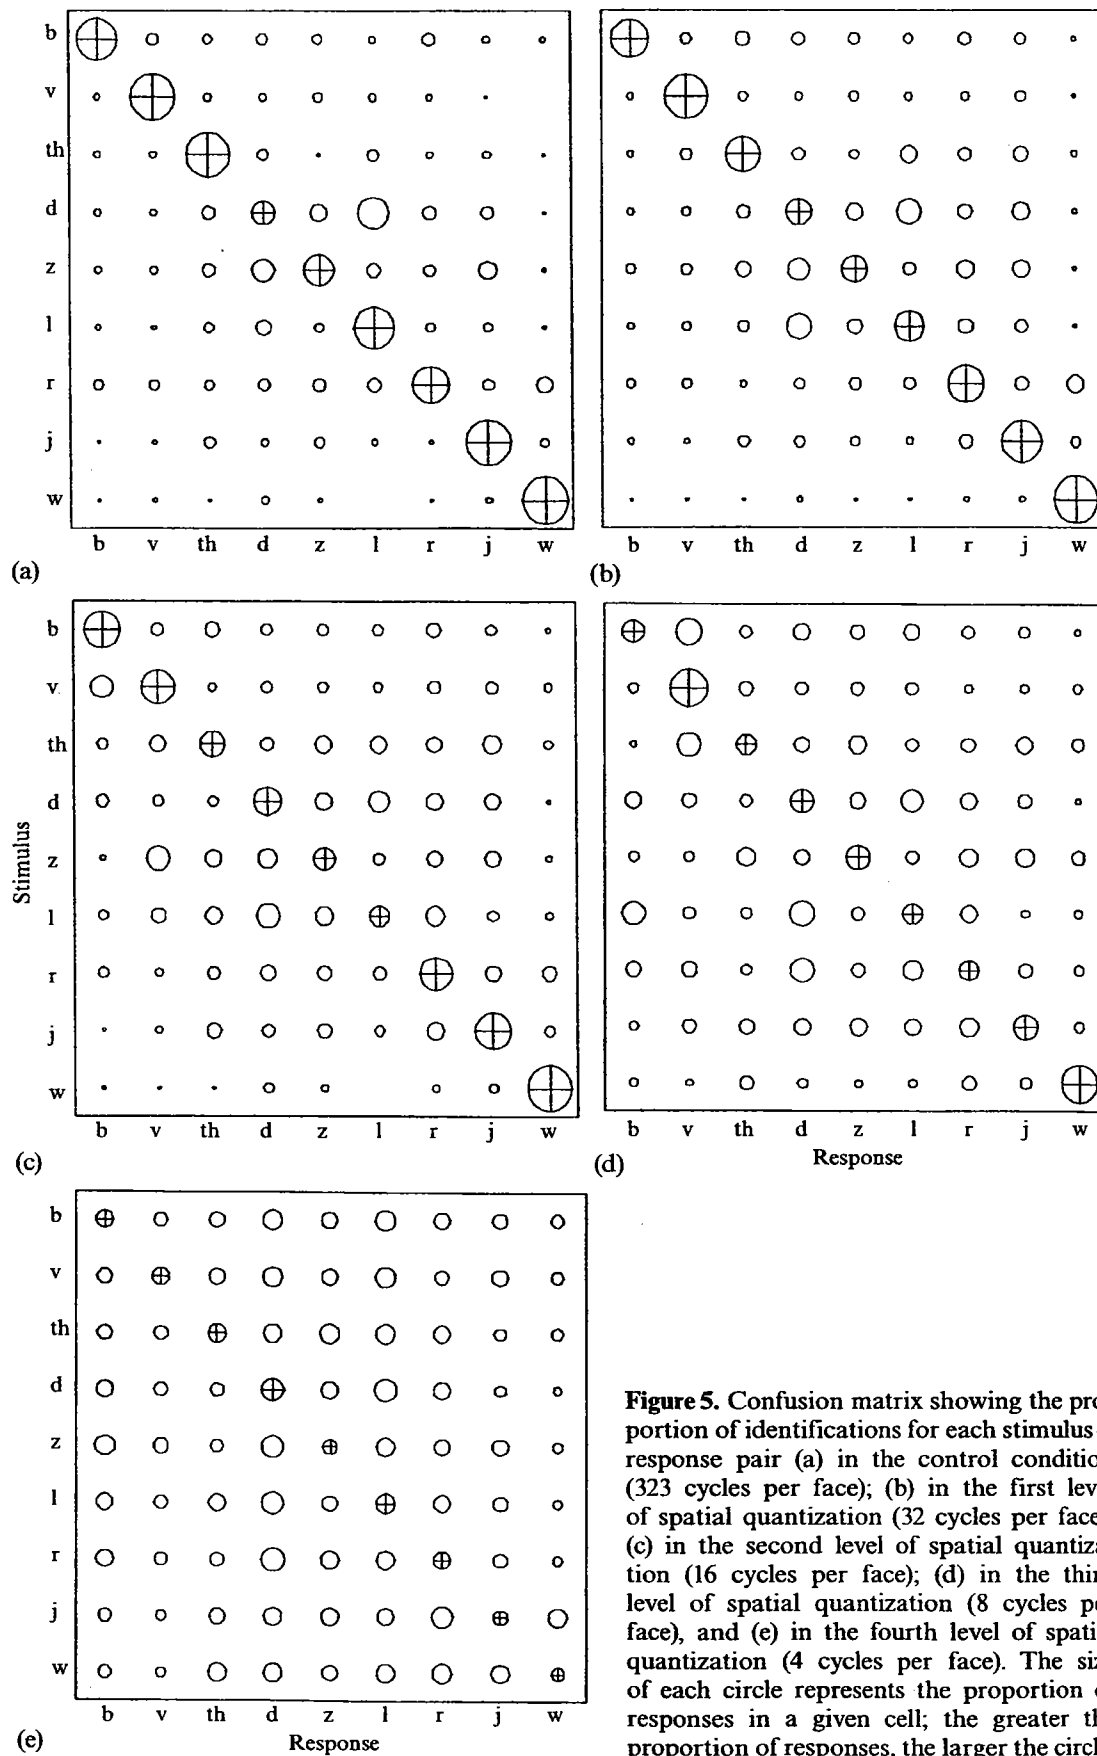 b
v
th
d
z
l
r
j
w
b v th d z l r j w
(a)
b v th d z l r j w
(b)
b
v
th
d
z
l
r
j
w
Stimulus
b v th d z l r j w
(c)
b v th d z l r j w
Response
(d)
b
v
th
d
z
l
r
j
w
b v th d z l r j w
Response
(e)
Figure 5. Confusion matrix showing the pro
portion of identifications for each stimulus
response pair (a) in the control condition
(323 cycles per face); (b) in the first lev
of spatial quantization (32 cycles per face
(c) in the second level of spatial quantiza
tion (16 cycles per face); (d) in the thir
level of spatial quantization (8 cycles pe
face), and (e) in the fourth level of spati
quantization (4 cycles per face). The siz
of each circle represents the proportion o
responses in a given cell; the greater th
proportion of responses, the larger the circl